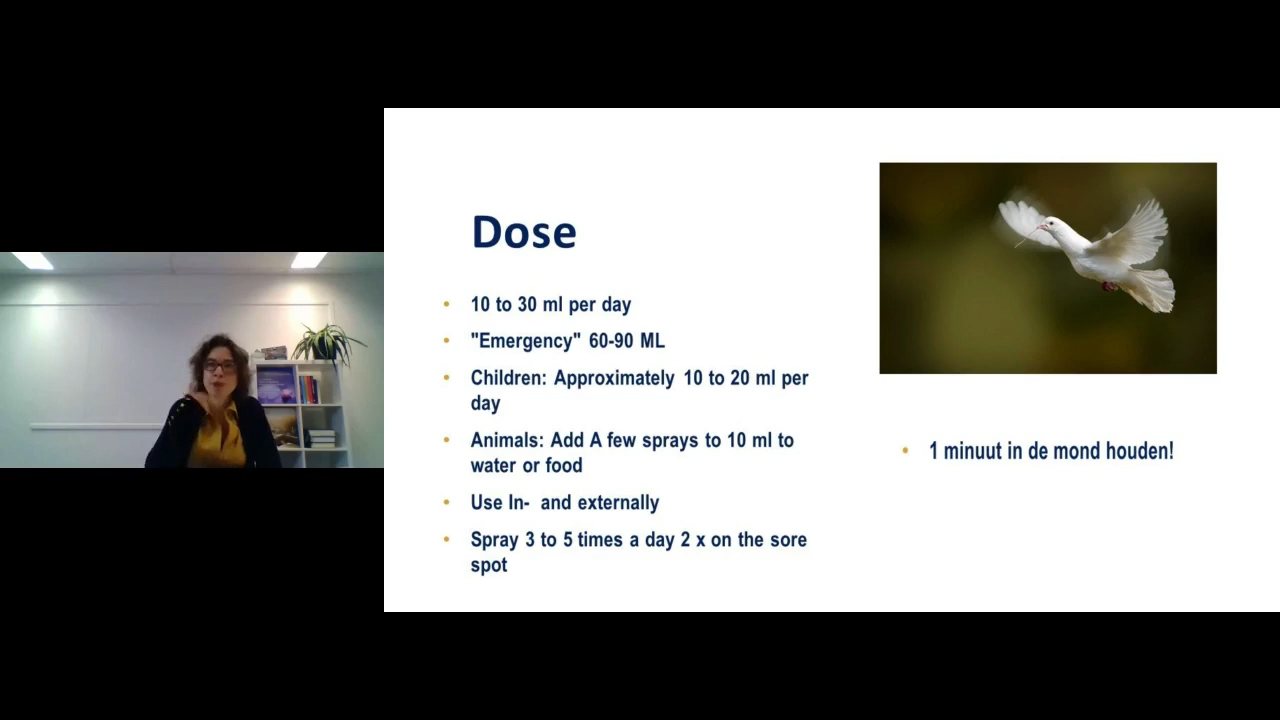 Dose
10 to 30 ml per day
"Emergency" 60-90 ML
Children: Approximately 10 to 20 ml per
day
Animals: Add A few sprays to 10 ml to
water or food
Use In- and externally
Spray 3 to 5 times a day 2 x on the sore
spot
1 minuut in de mond houden!